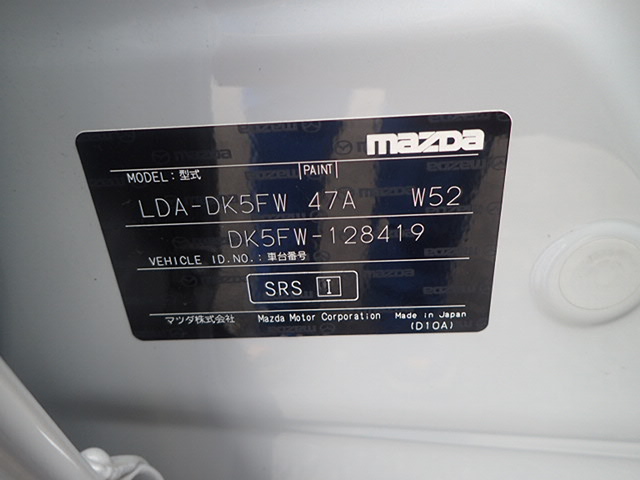 mazda
MODEL:型式 PAINT
LDA-DK5FW 47A W52
DK5FW-128419
VEHICLE ID.NO.:車台番号
SRS I
マツダ株式会社 Mazda Motor Corporation Made in Japan
(D10A)